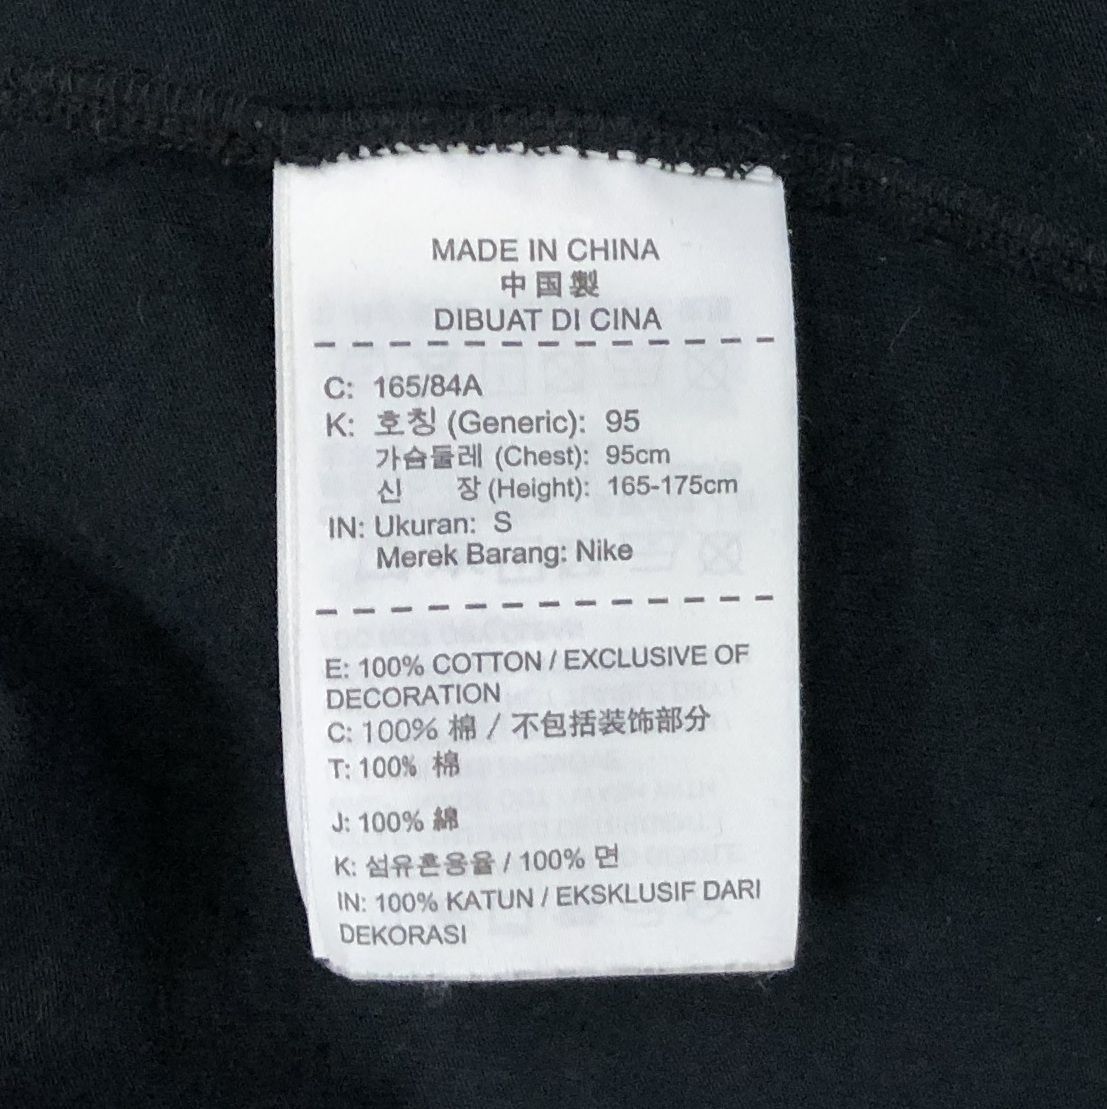 MADE IN CHINA
中国製
DIBUAT DI CINA
C: 165/84A
K: 호칭 (Generic): 95
가슴둘레 (Chest): 95cm
신 장 (Height): 165-175cm
IN: Ukuran: S
Merek Barang: Nike
E: 100% COTTON / EXCLUSIVE OF
DECORATION
C: 100% 棉 / 不包括装饰部分
T: 100% 棉
J: 100% 綿
K: 섬유혼용율 / 100% 면
IN: 100% KATUN / EKSKLUSIF DARI
DEKORASI